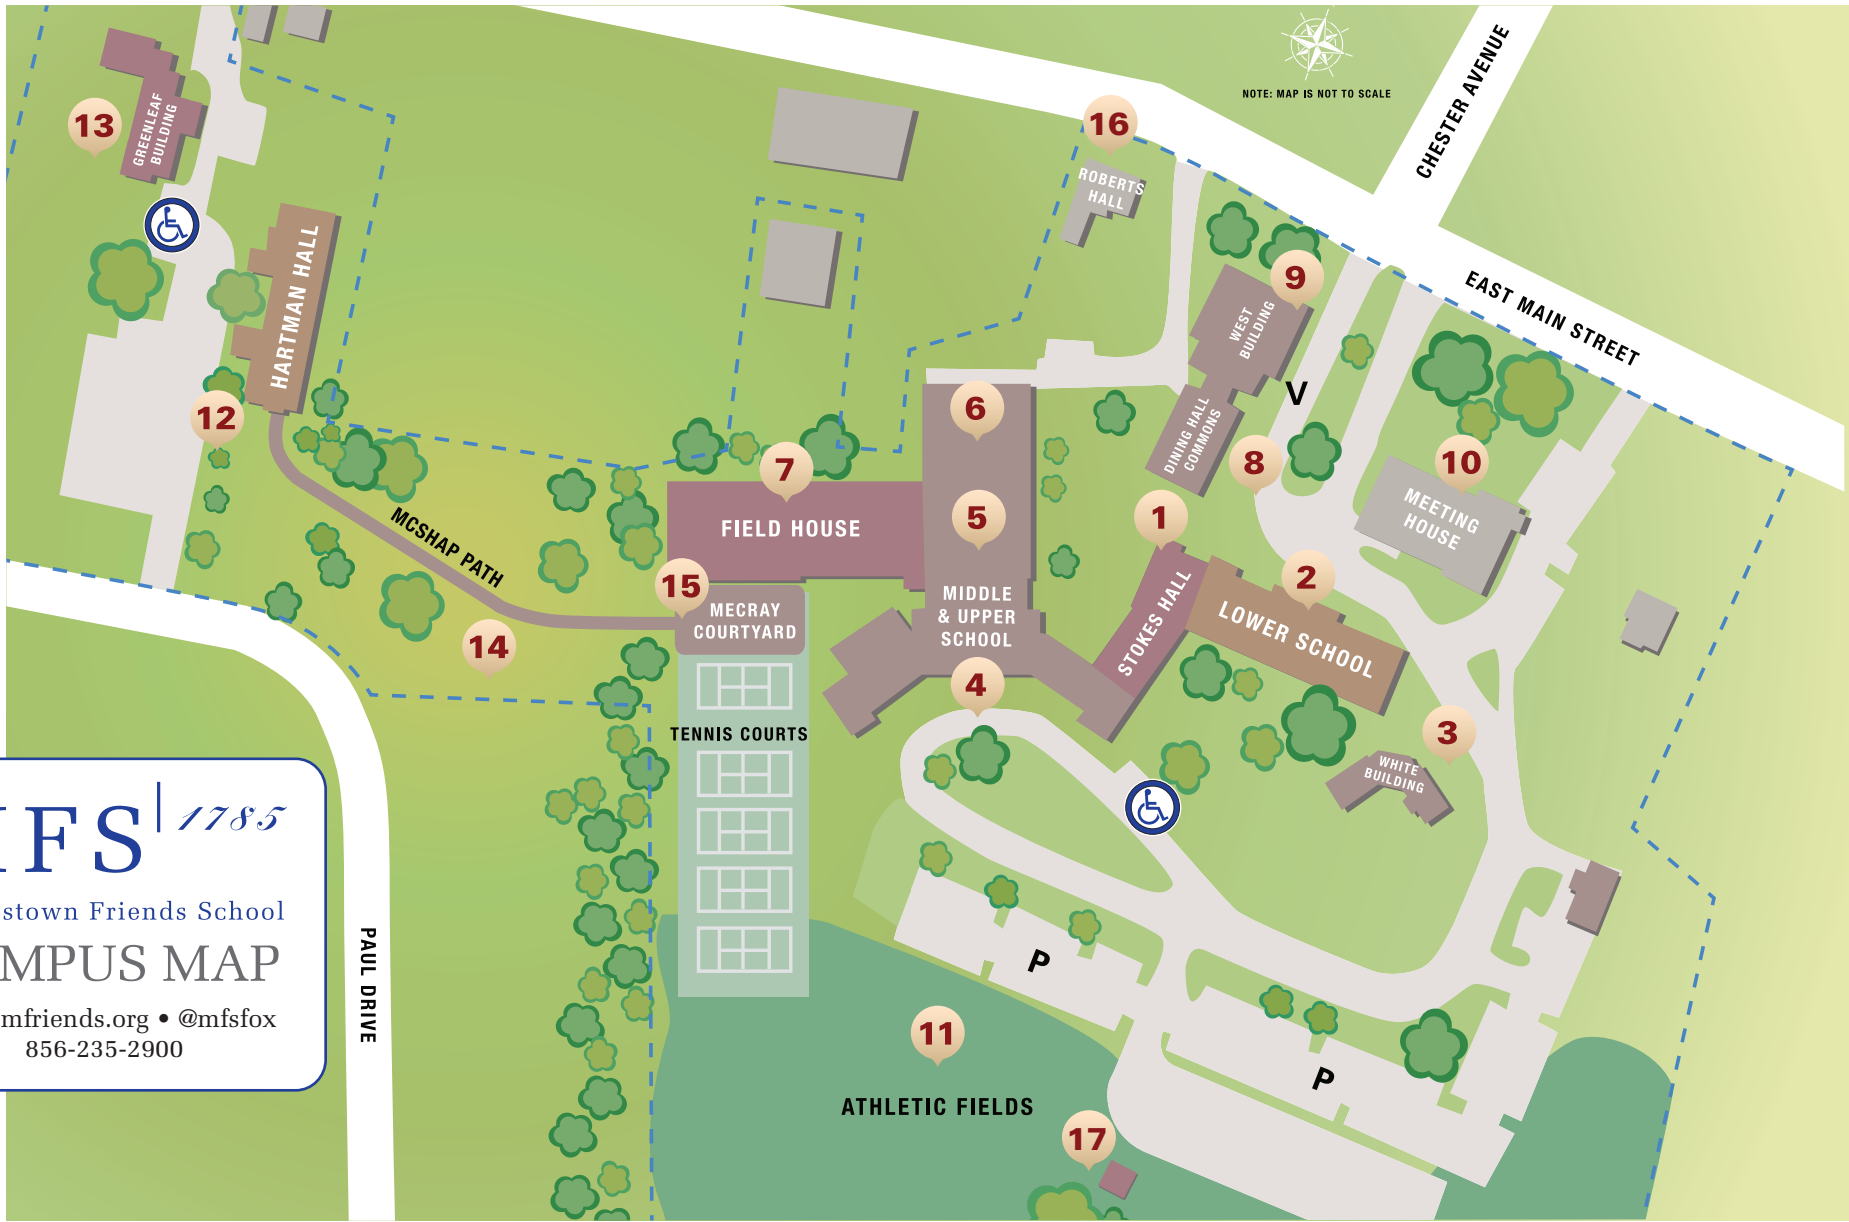 NOTE: MAP IS NOT TO SCALE
CHESTER AVENUE
EAST MAIN STREET
13
GREENLEAF
BUILDING
16
ROBERTS
HALL
9
WEST
BUILDING
HARTMAN HALL
12
V
6
7
DINING HALL
COMMONS
8
10
MEETING
HOUSE
MCSHAP PATH
FIELD HOUSE
5
1
2
15
MECRAY
COURTYARD
MIDDLE
& UPPER
SCHOOL
STOKES HALL
LOWER SCHOOL
14
4
3
TENNIS COURTS
WHITE
BUILDING
FS 1785
stown Friends School
MPUS MAP
mfriends.org • @mfsfox
856-235-2900
PAUL DRIVE
P
11
P
ATHLETIC FIELDS
17